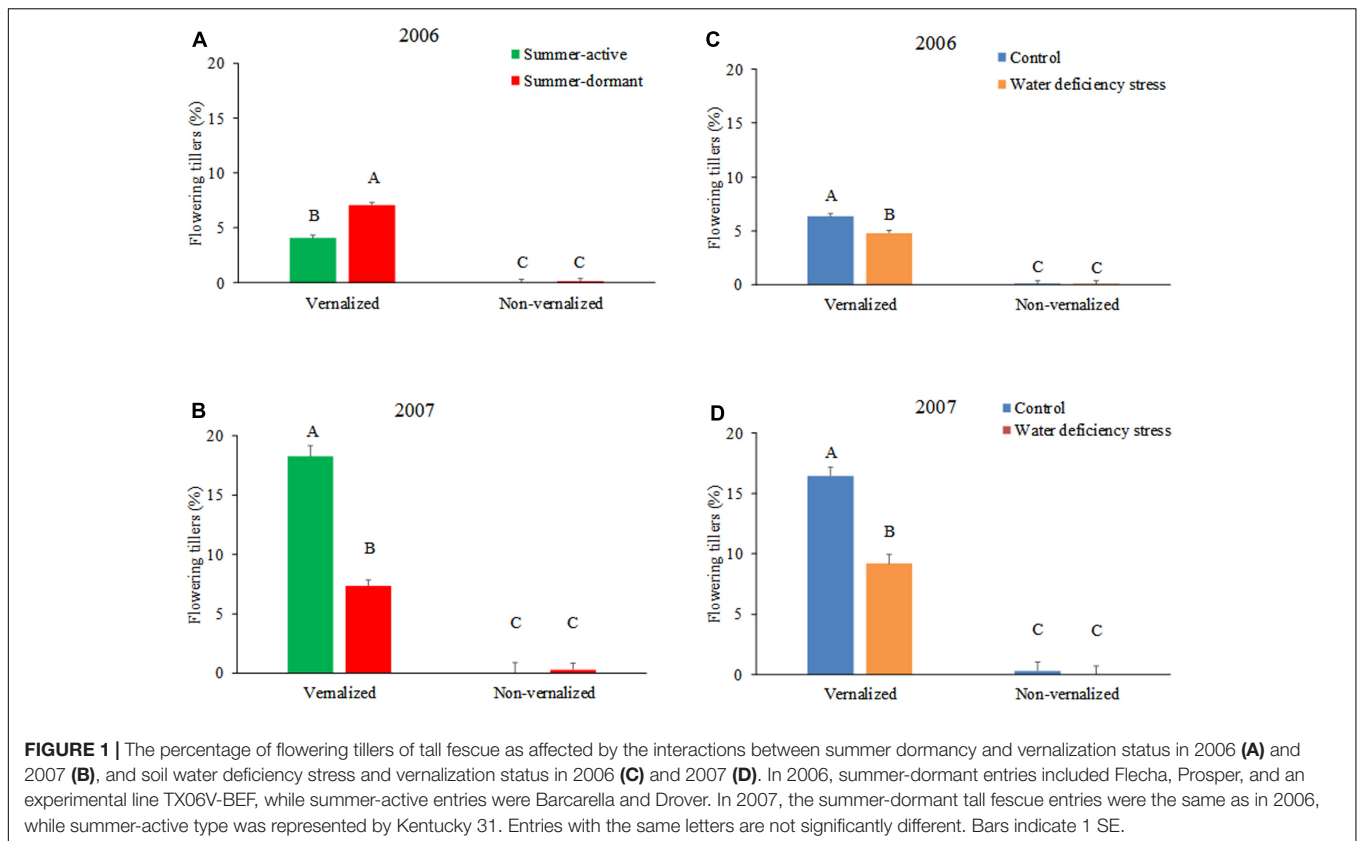 A
2006
Summer-active
Summer-dormant
Flowering tillers (%)
20
15
10
5
0
B
A
C
C
Vernalized
Non-vernalized
C
2006
Control
Water deficiency stress
Flowering tillers (%)
20
15
10
5
0
A
B
C
C
Vernalized
Non-vernalized
B
2007
Flowering tillers (%)
20
15
10
5
0
A
B
C
C
Vernalized
Non-vernalized
D
2007
Control
Water deficiency stress
Flowering tillers (%)
20
15
10
5
0
A
B
C
C
Vernalized
Non-vernalized
FIGURE 1 | The percentage of flowering tillers of tall fescue as affected by the interactions between summer dormancy and vernalization status in 2006 (A) and
2007 (B), and soil water deficiency stress and vernalization status in 2006 (C) and 2007 (D). In 2006, summer-dormant entries included Flecha, Prosper, and an
experimental line TX06V-BEF, while summer-active entries were Barcarella and Drover. In 2007, the summer-dormant tall fescue entries were the same as in 2006,
while summer-active type was represented by Kentucky 31. Entries with the same letters are not significantly different. Bars indicate 1 SE.